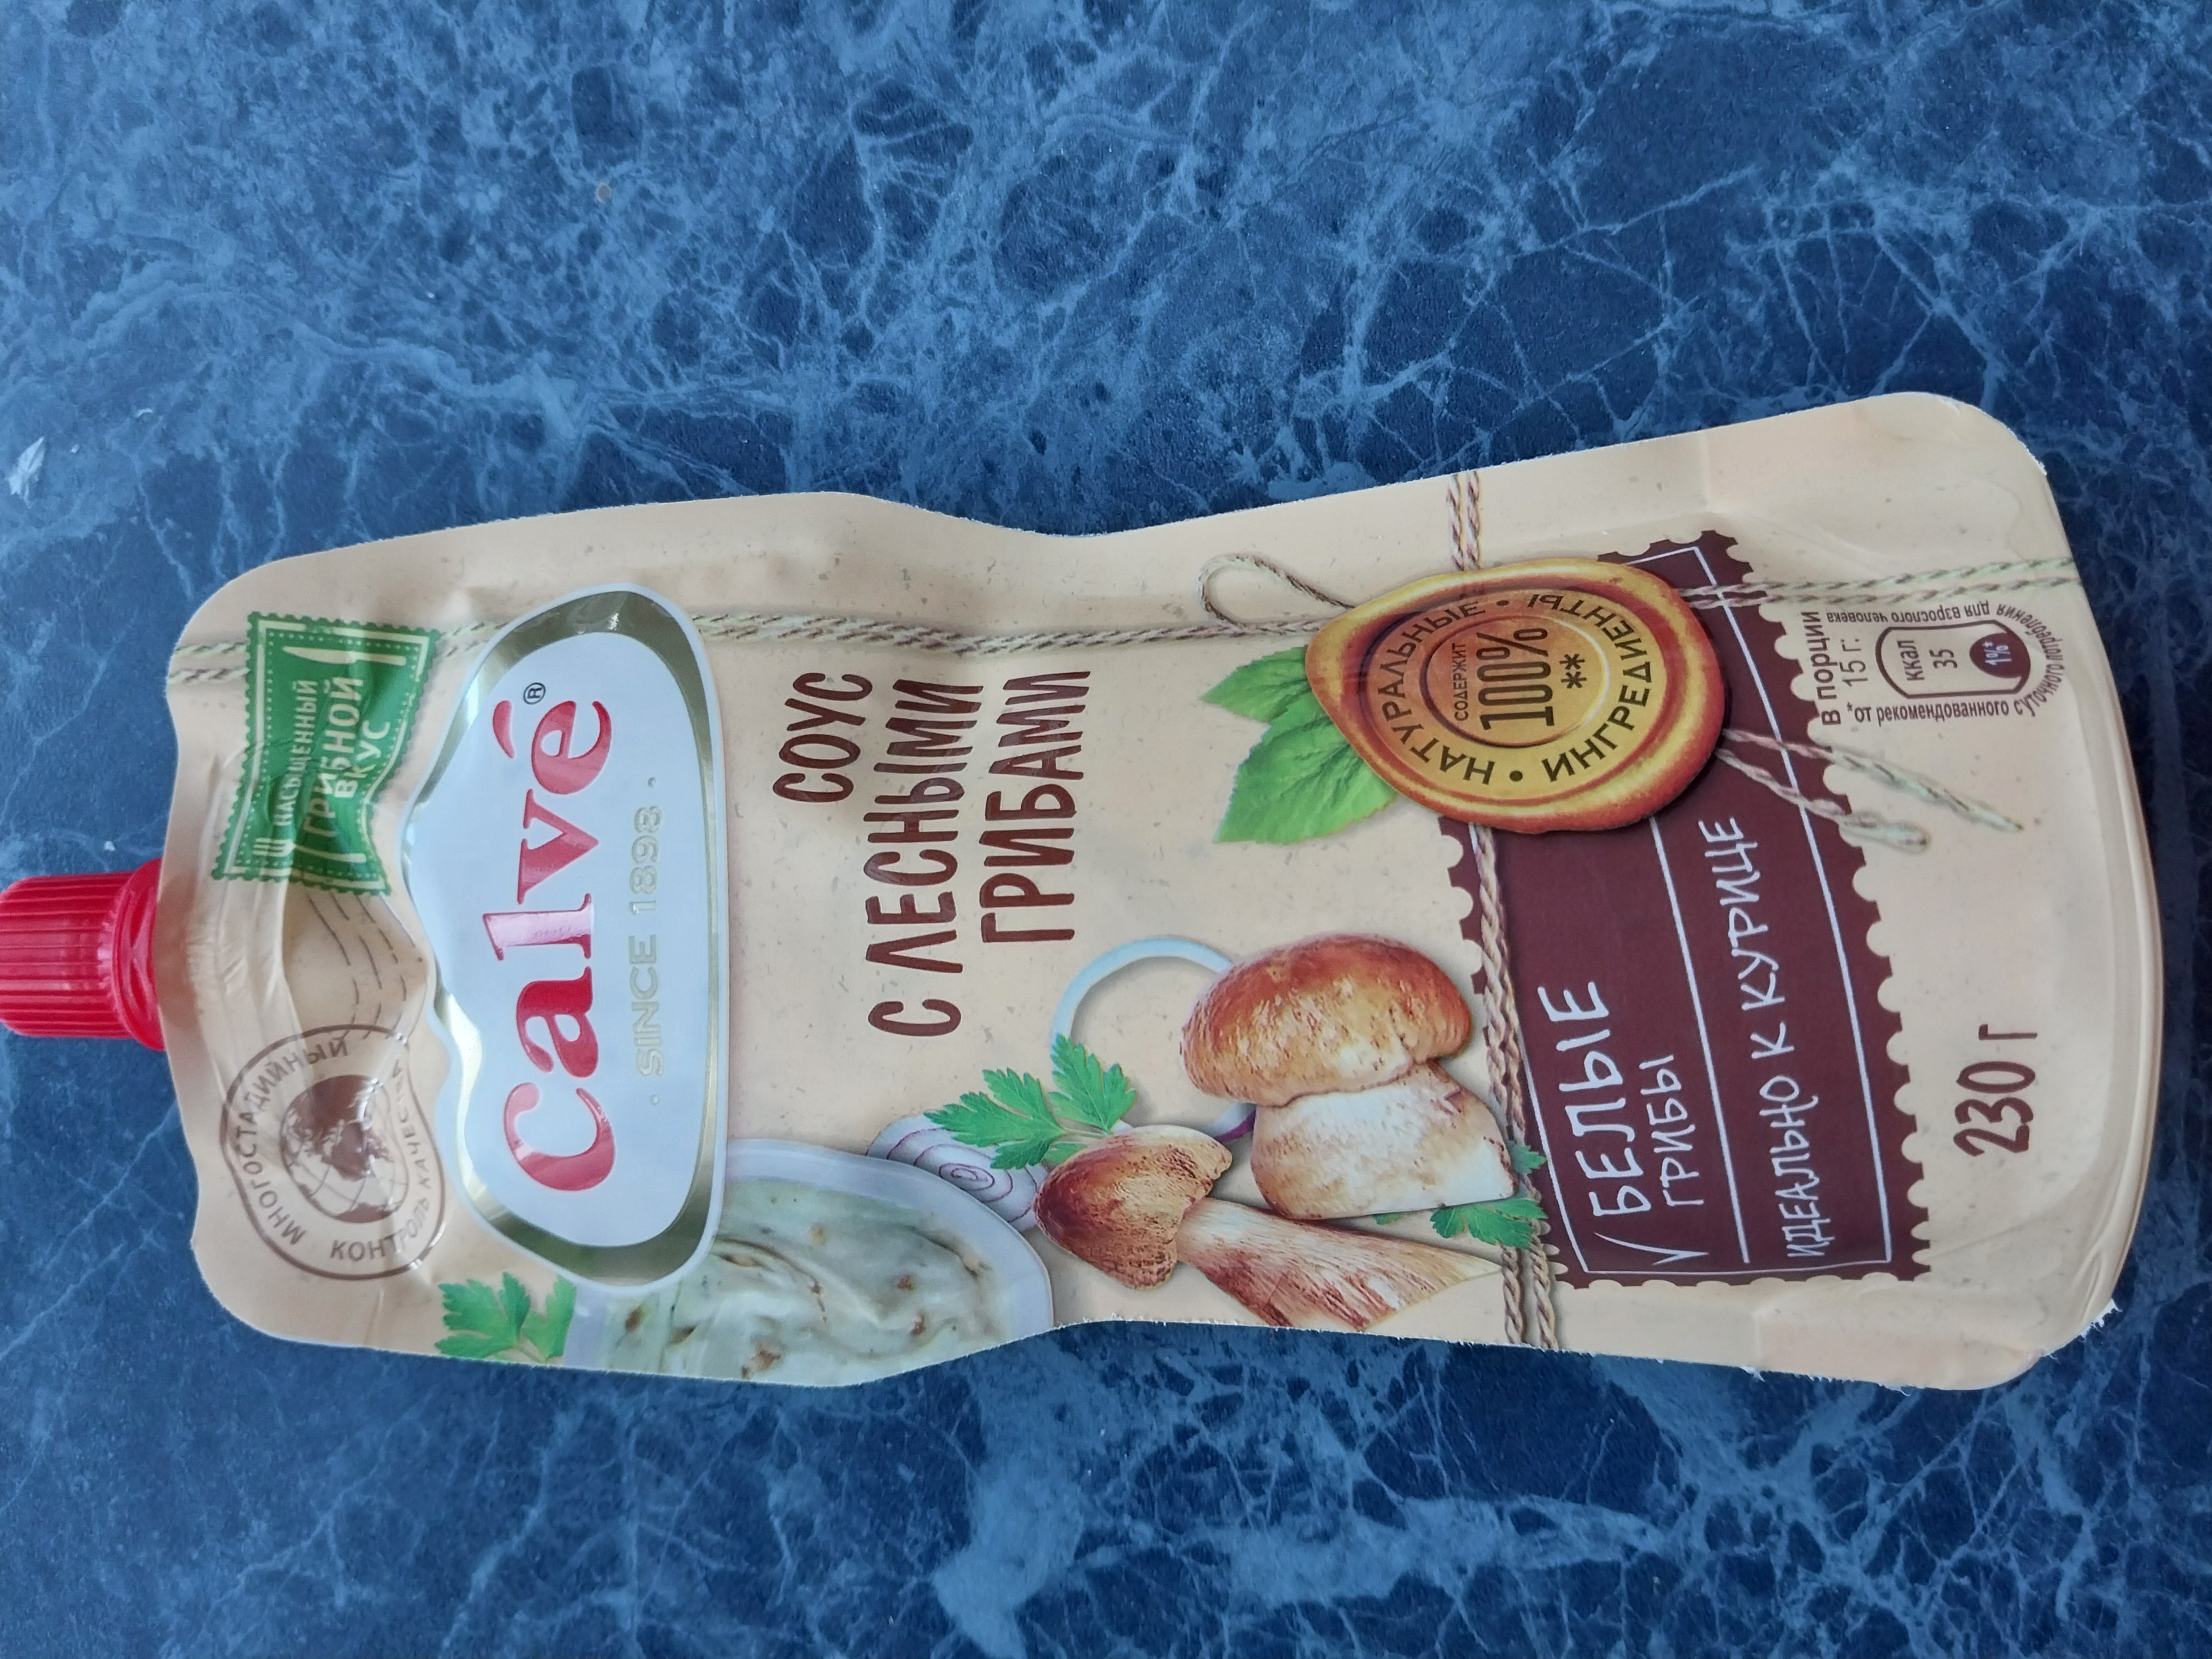 НАСЫЩЕННЫЙ
ГРИБНОЙ
ВКУС
МНОГОСТАДИЙНЫЙ
КОНТРОЛЬ КАЧЕСТВА
Calvé®
· SINCE 1898 ·
СОУС
С ЛЕСНЫМИ
ГРИБАМИ
• НАТУРАЛЬНЫЕ •
СОДЕРЖИТ
100%
**
ИНГРЕДИЕНТЫ
БЕЛЫЕ
ГРИБЫ
ИДЕАЛЬНО К КУРИЦЕ
В порции
15 г:
ккал
35
1%*
*от рекомендованного суточного потребления
для взрослого человека
230 г